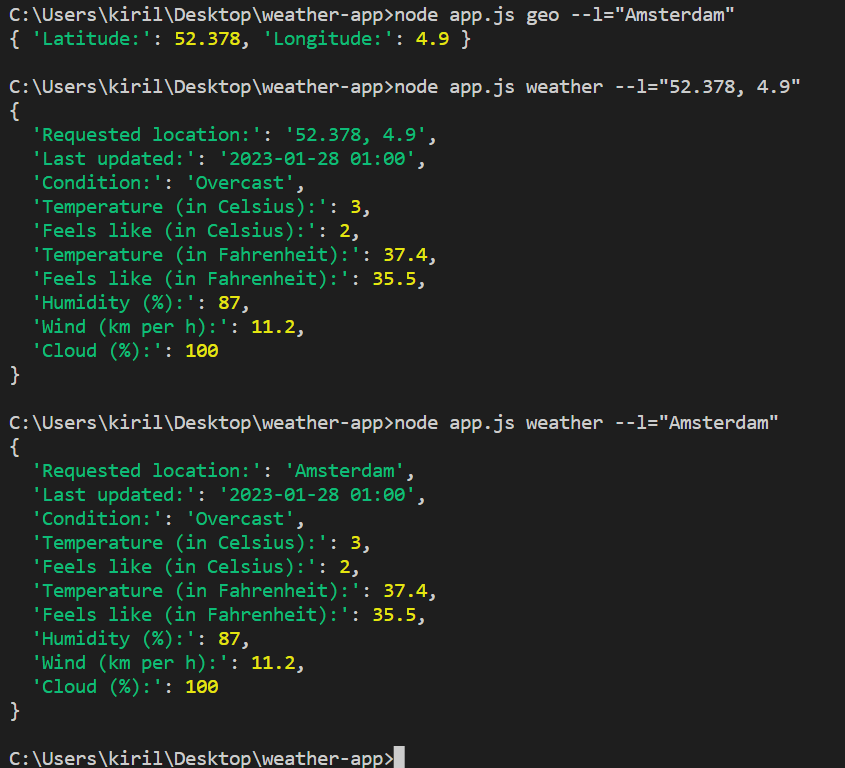 C:\Users\kiril\Desktop\weather-app>node app.js geo --l="Amsterdam"
{ 'Latitude:': 52.378, 'Longitude:': 4.9 }
C:\Users\kiril\Desktop\weather-app>node app.js weather --l="52.378, 4.9"
{
'Requested location:': '52.378, 4.9',
'Last updated:': '2023-01-28 01:00',
'Condition:': 'Overcast',
'Temperature (in Celsius):': 3,
'Feels like (in Celsius):': 2,
'Temperature (in Fahrenheit):': 37.4,
'Feels like (in Fahrenheit):': 35.5,
'Humidity (%):': 87,
'Wind (km per h):': 11.2,
'Cloud (%):': 100
}
C:\Users\kiril\Desktop\weather-app>node app.js weather --l="Amsterdam"
{
'Requested location:': 'Amsterdam',
'Last updated:': '2023-01-28 01:00',
'Condition:': 'Overcast',
'Temperature (in Celsius):': 3,
'Feels like (in Celsius):': 2,
'Temperature (in Fahrenheit):': 37.4,
'Feels like (in Fahrenheit):': 35.5,
'Humidity (%):': 87,
'Wind (km per h):': 11.2,
'Cloud (%):': 100
}
C:\Users\kiril\Desktop\weather-app>